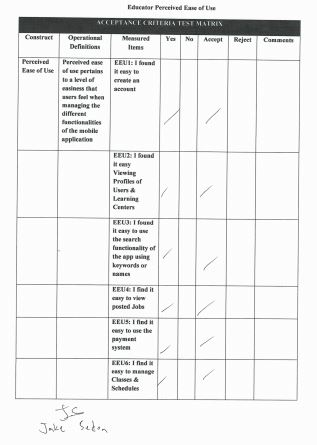 Educator Perceived Ease of Use
ACCEPTANCE CRITERIA TEST MATRIX
Construct Operational Definitions Measured Items Yes No Accept Reject Comments
Perceived Ease of Use
Perceived ease
of use pertains
to a level of
easiness that
users feel when
managing the
different
functionalities
of the mobile
application
EEU1: I found
it easy to
create an
account
EEU2: I found
it easy
Viewing
Profiles of
Users &
Learning
Centers
EEU3: I found
it easy to use
the search
functionality of
the app using
keywords or
names
EEU4: I find it
easy to view
posted Jobs
EEU5: I find it
easy to use the
payment
system
EEU6: I find it
easy to manage
Classes &
Schedules
Jake